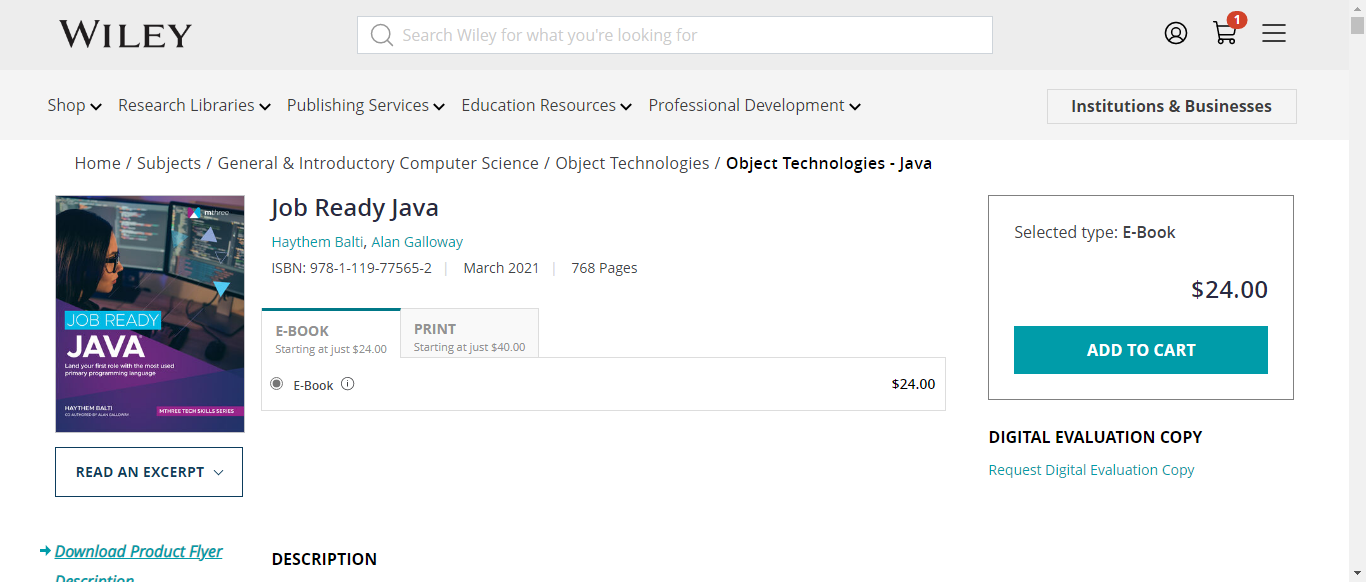 WILEY
Search Wiley for what you're looking for
1
Shop Research Libraries Publishing Services Education Resources Professional Development
Institutions & Businesses
Home / Subjects / General & Introductory Computer Science / Object Technologies / Object Technologies - Java
mthree
JOB READY
JAVA
Land your first role with the most used
primary programming language
HAYTHEM BALTI
CO-AUTHORED BY ALAN GALLOWAY
MTHREE TECH SKILLS SERIES
READ AN EXCERPT
Download Product Flyer
Description
Job Ready Java
Haythem Balti, Alan Galloway
ISBN: 978-1-119-77565-2 | March 2021 | 768 Pages
E-BOOK
Starting at just $24.00
PRINT
Starting at just $40.00
E-Book
$24.00
DESCRIPTION
Selected type: E-Book
$24.00
ADD TO CART
DIGITAL EVALUATION COPY
Request Digital Evaluation Copy